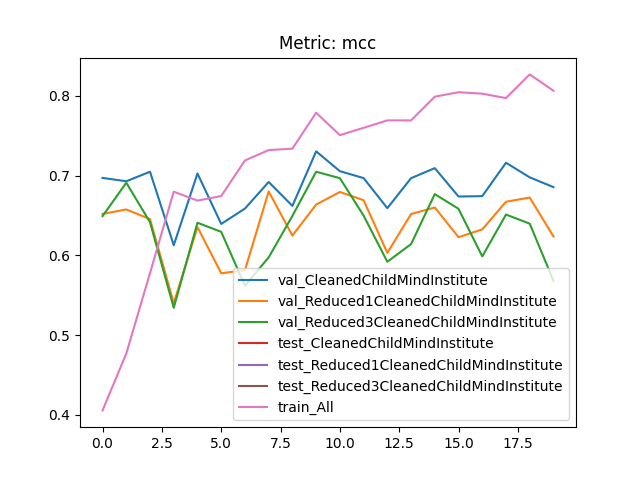 Metric: mcc
0.8
0.7
0.6
0.5
0.4
val_CleanedChildMindInstitute
val_Reduced1CleanedChildMindInstitute
val_Reduced3CleanedChildMindInstitute
test_CleanedChildMindInstitute
test_Reduced1CleanedChildMindInstitute
test_Reduced3CleanedChildMindInstitute
train_All
0.0 2.5 5.0 7.5 10.0 12.5 15.0 17.5